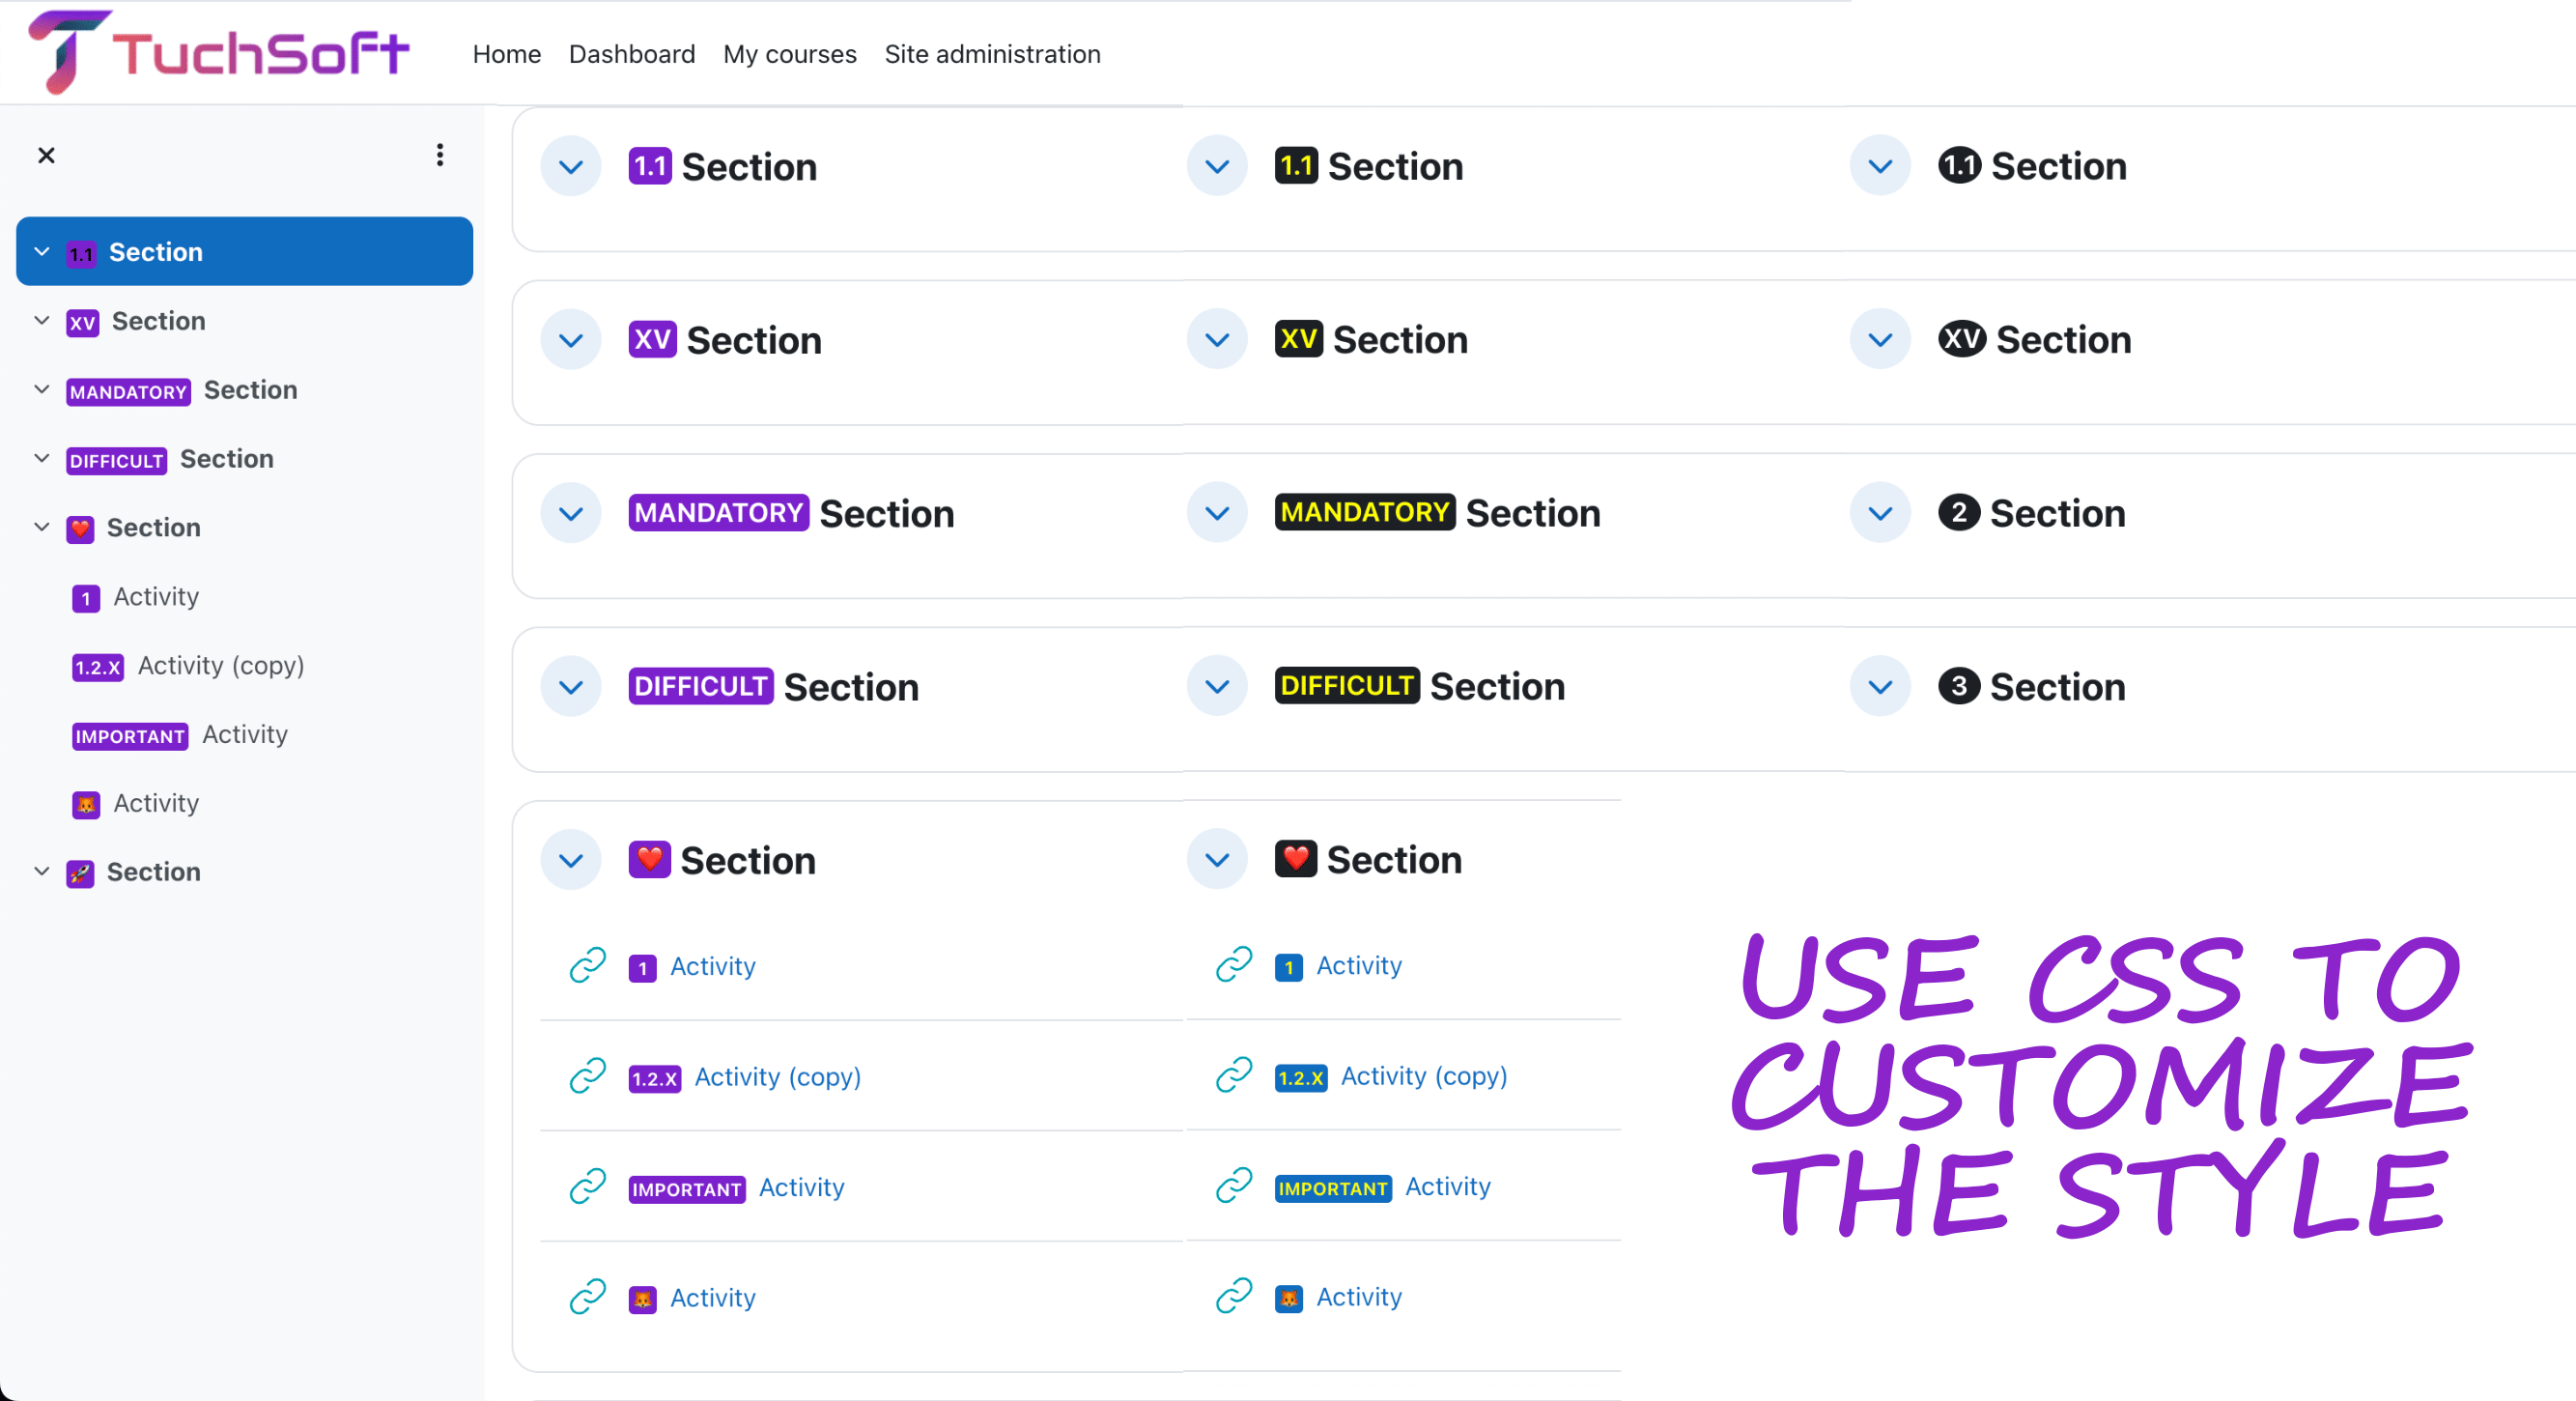 TuchSoft
Home Dashboard My courses Site administration
1.1 Section
XV Section
MANDATORY Section
DIFFICULT Section
❤️ Section
1 Activity
1.2.X Activity (copy)
IMPORTANT Activity
🦊 Activity
🚀 Section
1.1 Section
XV Section
MANDATORY Section
DIFFICULT Section
❤️ Section
1 Activity
1.2.X Activity (copy)
IMPORTANT Activity
🦊 Activity
1.1 Section
XV Section
MANDATORY Section
DIFFICULT Section
❤️ Section
1 Activity
1.2.X Activity (copy)
IMPORTANT Activity
🦊 Activity
1.1 Section
XV Section
2 Section
3 Section
USE CSS TO
CUSTOMIZE
THE STYLE